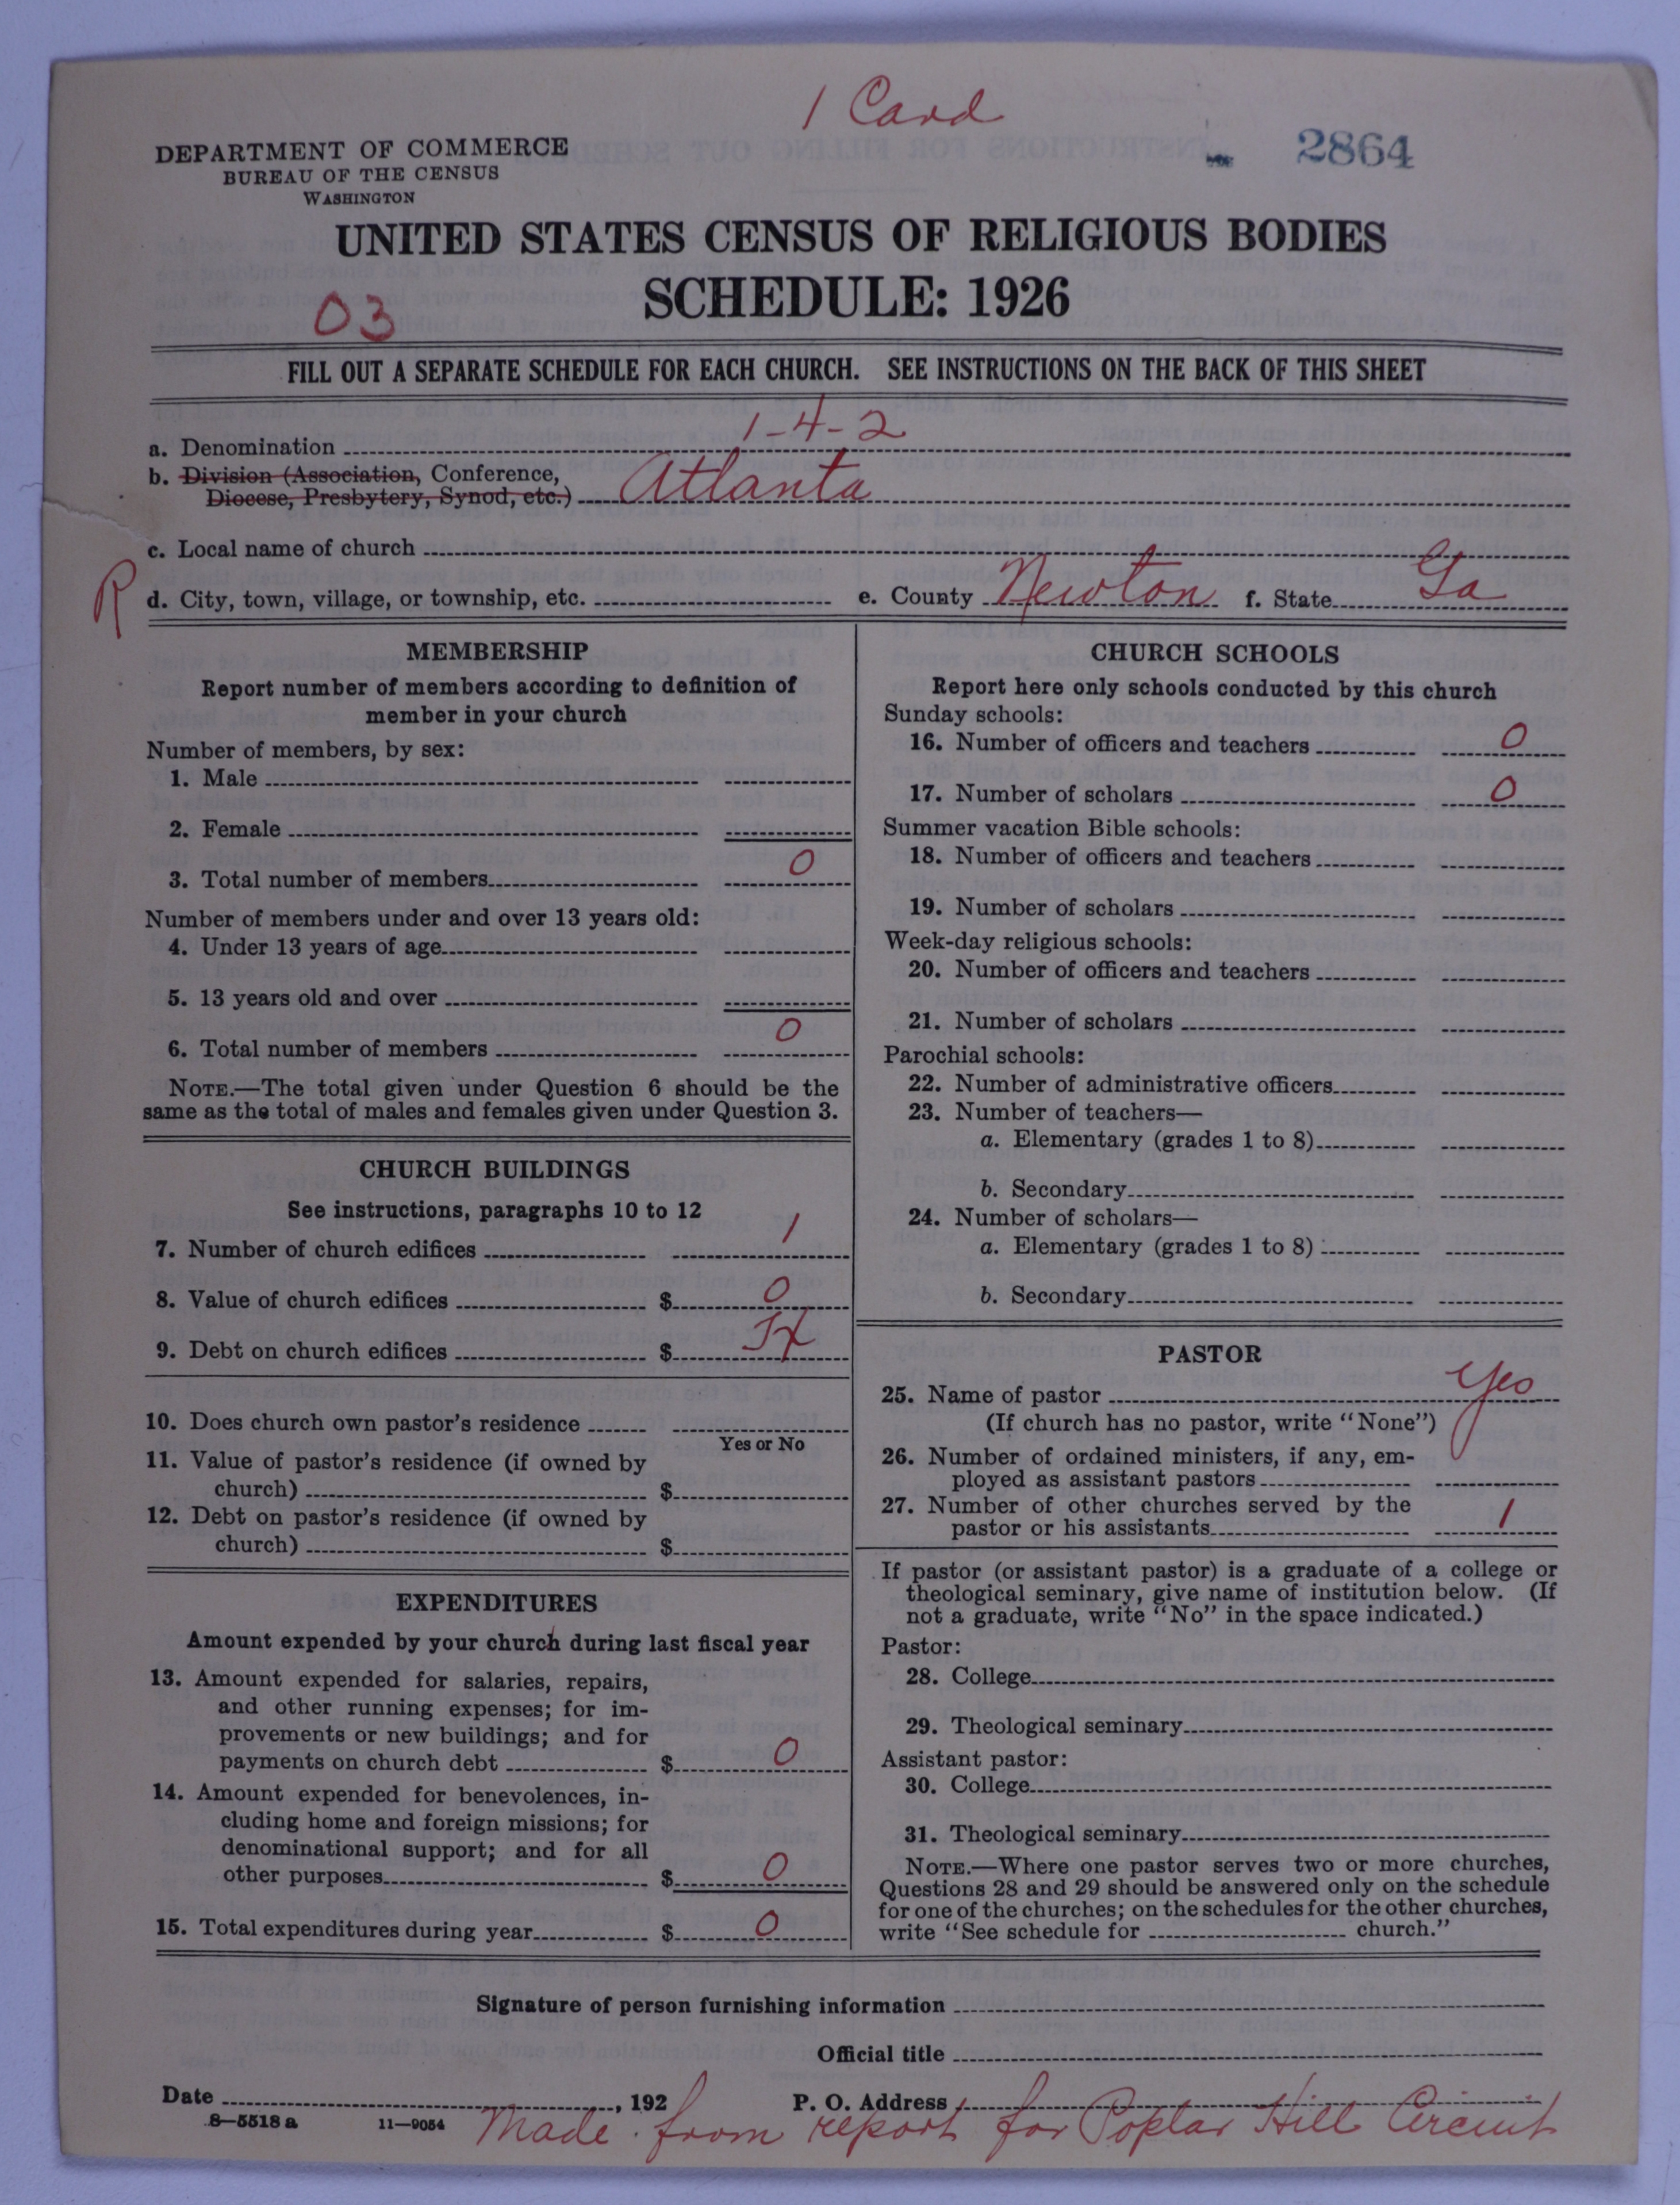 1 Card
DEPARTMENT OF COMMERCE
BUREAU OF THE CENSUS
WASHINGTON
2864
UNITED STATES CENSUS OF RELIGIOUS BODIES
SCHEDULE: 1926
03
FILL OUT A SEPARATE SCHEDULE FOR EACH CHURCH. SEE INSTRUCTIONS ON THE BACK OF THIS SHEET
a. Denomination 1-4-2
b. Division (Association, Conference,
Diocese, Presbytery, Synod, etc.) Atlanta
c. Local name of church
R
d. City, town, village, or township, etc. e. County Newton f. State Ga
MEMBERSHIP
Report number of members according to definition of
member in your church
Number of members, by sex:
1. Male
2. Female
3. Total number of members 0
Number of members under and over 13 years old:
4. Under 13 years of age
5. 13 years old and over
6. Total number of members 0
NOTE.—The total given under Question 6 should be the
same as the total of males and females given under Question 3.
CHURCH BUILDINGS
See instructions, paragraphs 10 to 12
7. Number of church edifices 1
8. Value of church edifices $ 0
9. Debt on church edifices $
10. Does church own pastor's residence
Yes or No
11. Value of pastor's residence (if owned by
church) $
12. Debt on pastor's residence (if owned by
church) $
EXPENDITURES
Amount expended by your church during last fiscal year
13. Amount expended for salaries, repairs,
and other running expenses; for im-
provements or new buildings; and for
payments on church debt $ 0
14. Amount expended for benevolences, in-
cluding home and foreign missions; for
denominational support; and for all
other purposes $ 0
15. Total expenditures during year $ 0
CHURCH SCHOOLS
Report here only schools conducted by this church
Sunday schools:
16. Number of officers and teachers 0
17. Number of scholars 0
Summer vacation Bible schools:
18. Number of officers and teachers
19. Number of scholars
Week-day religious schools:
20. Number of officers and teachers
21. Number of scholars
Parochial schools:
22. Number of administrative officers
23. Number of teachers—
a. Elementary (grades 1 to 8)
b. Secondary
24. Number of scholars—
a. Elementary (grades 1 to 8)
b. Secondary
PASTOR
25. Name of pastor Yes
(If church has no pastor, write "None")
26. Number of ordained ministers, if any, em-
ployed as assistant pastors
27. Number of other churches served by the
pastor or his assistants 1
If pastor (or assistant pastor) is a graduate of a college or
theological seminary, give name of institution below. (If
not a graduate, write "No" in the space indicated.)
Pastor:
28. College
29. Theological seminary
Assistant pastor:
30. College
31. Theological seminary
NOTE.—Where one pastor serves two or more churches,
Questions 28 and 29 should be answered only on the schedule
for one of the churches; on the schedules for the other churches,
write "See schedule for church."
Signature of person furnishing information
Official title
Date , 192 P. O. Address
8—5518 a 11—9054
Made from report for Poplar Hill Circuit